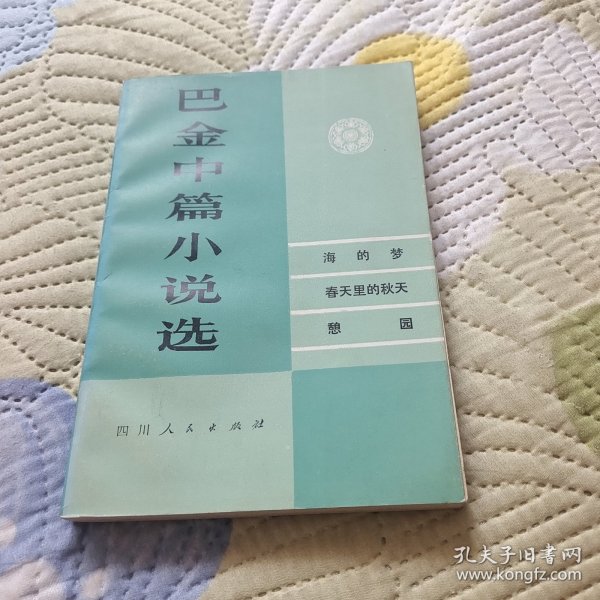 巴金中篇小说选
海的梦
春天里的秋天
憩园
四川人民出版社
孔夫子旧书网
www.kongfz.com